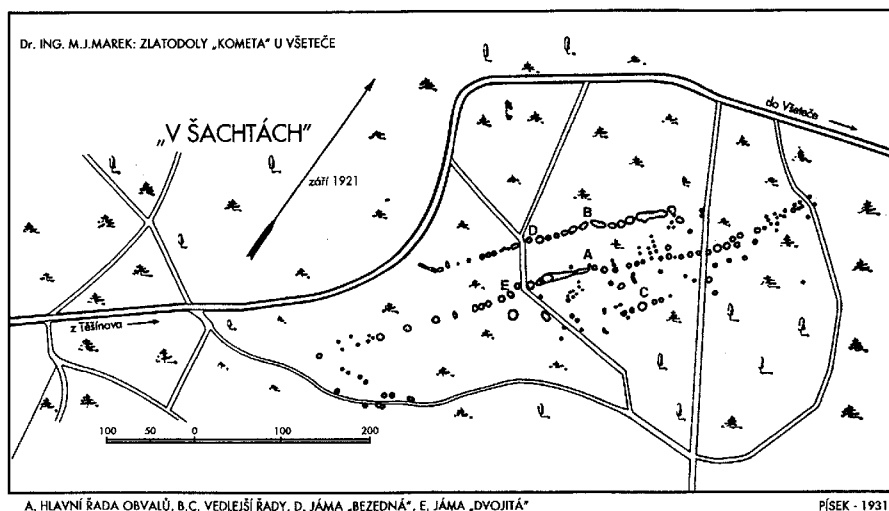 Dr. ING. M.J.MAREK: ZLATODOLY „KOMETA" U VŠETEČE
„V ŠACHTÁCH"
září 1921
do Všeteče
B
D
A
E
C
z Těšínova
100 50 0 100 200
A. HLAVNÍ ŘADA OBVALŮ, B.C. VEDLEJŠÍ ŘADY, D. JÁMA „BEZEDNÁ", E. JÁMA „DVOJITÁ"
PÍSEK - 1931